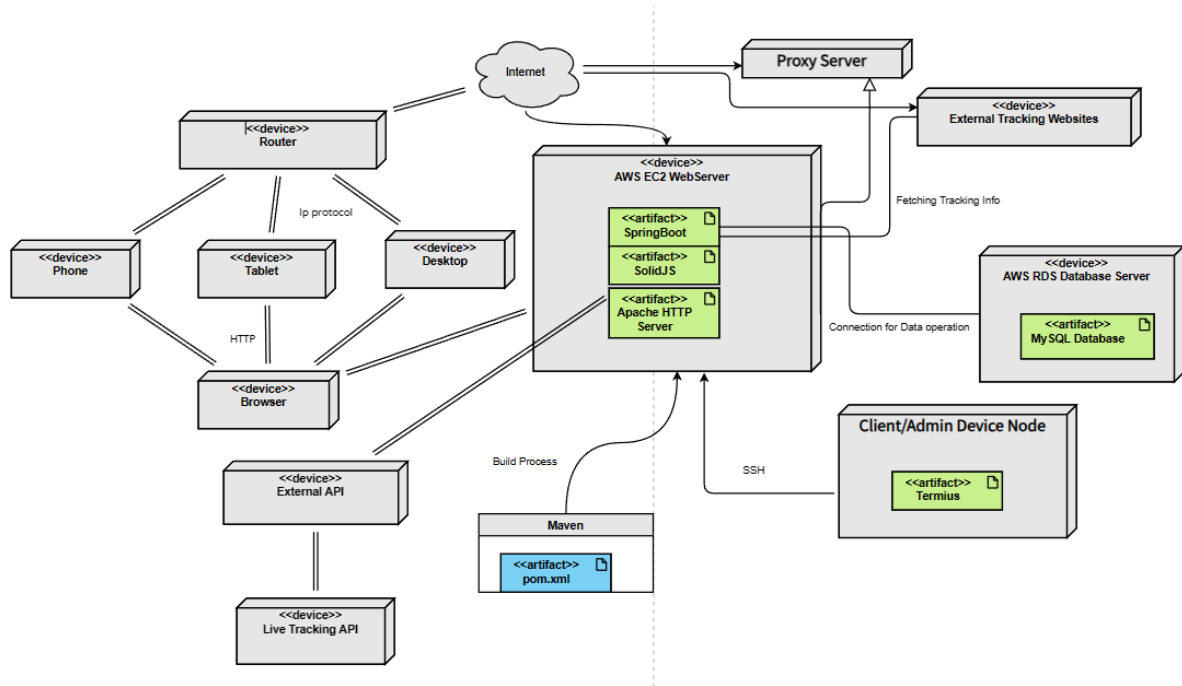 Internet
Proxy Server
<<device>>
External Tracking Websites
<<device>>
Router
<<device>>
AWS EC2 WebServer
Fetching Tracking Info
Ip protocol
<<artifact>>
SpringBoot
<<device>>
Phone
<<device>>
Tablet
<<device>>
Desktop
<<artifact>>
SolidJS
<<device>>
AWS RDS Database Server
<<artifact>>
Apache HTTP
Server
<<artifact>>
MySQL Database
HTTP
Connection for Data operation
<<device>>
Browser
Client/Admin Device Node
Build Process
SSH
<<device>>
External API
<<artifact>>
Termius
Maven
<<artifact>>
pom.xml
<<device>>
Live Tracking API